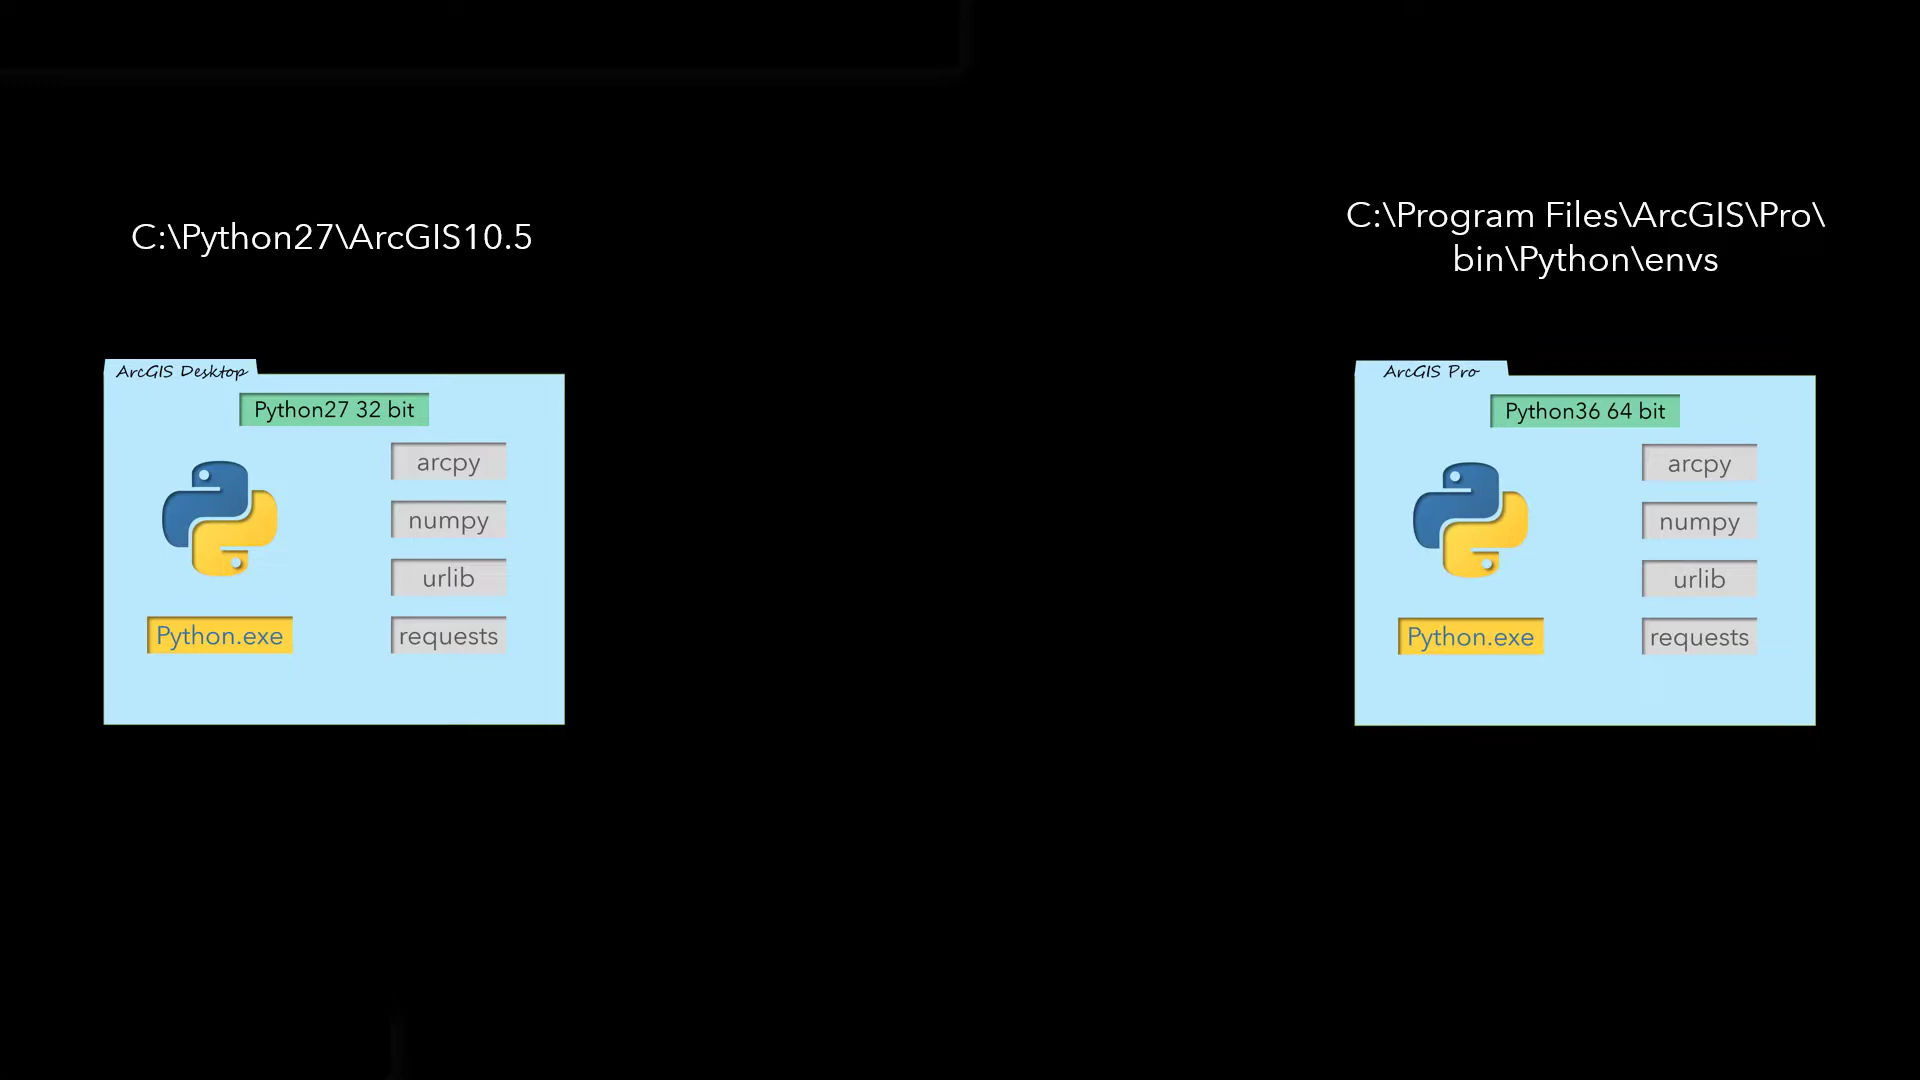 C:\Python27\ArcGIS10.5
ArcGIS Desktop
Python27 32 bit
arcpy
numpy
urlib
Python.exe
requests
C:\Program Files\ArcGIS\Pro\
bin\Python\envs
ArcGIS Pro
Python36 64 bit
arcpy
numpy
urlib
Python.exe
requests